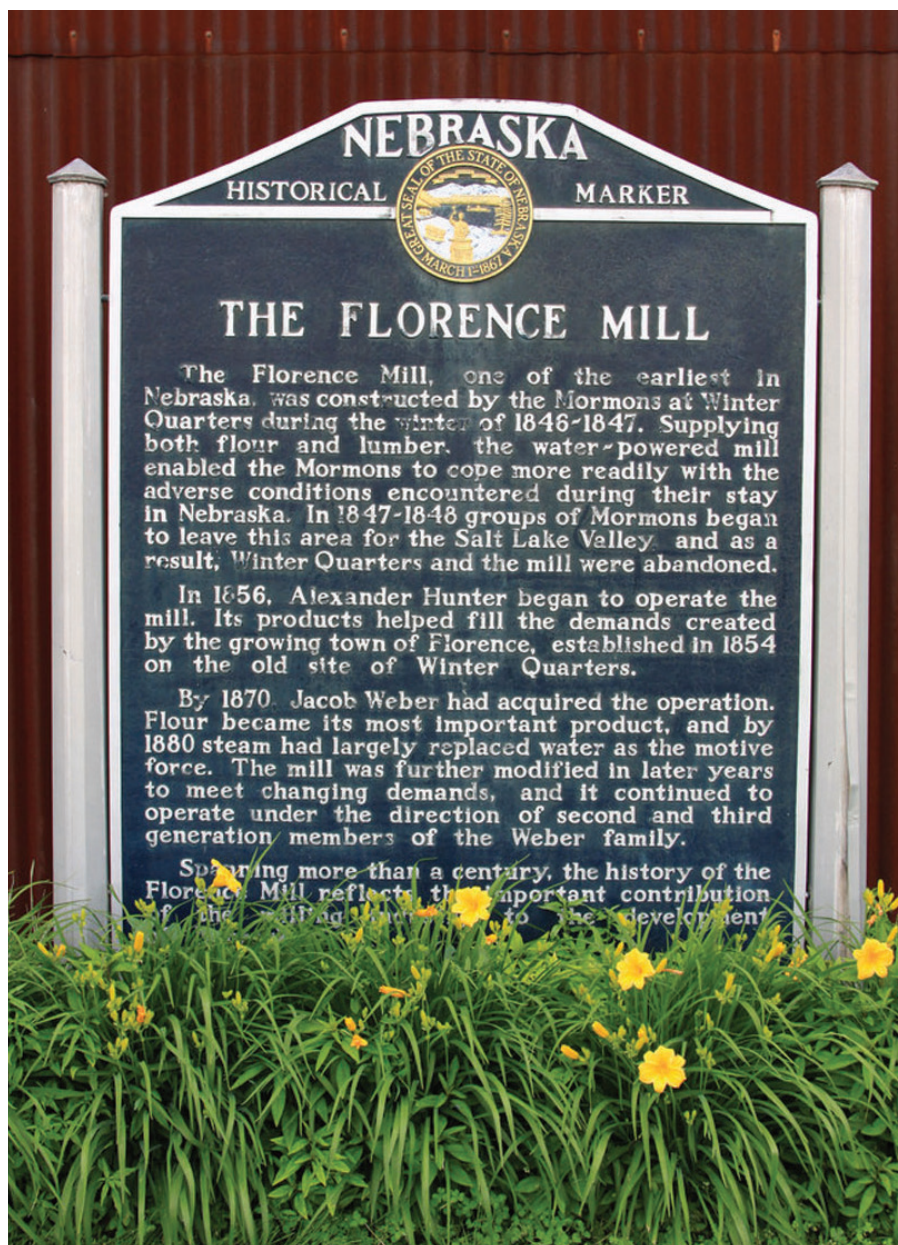 NEBRASKA
HISTORICAL MARKER
GREAT SEAL OF THE STATE OF NEBRASKA
MARCH 1-1867
THE FLORENCE MILL
The Florence Mill, one of the earliest in
Nebraska, was constructed by the Mormons at Winter
Quarters during the winter of 1846-1847. Supplying
both flour and lumber, the water-powered mill
enabled the Mormons to cope more readily with the
adverse conditions encountered during their stay
in Nebraska. In 1847-1848 groups of Mormons began
to leave this area for the Salt Lake Valley, and as a
result, Winter Quarters and the mill were abandoned.
In 1856, Alexander Hunter began to operate the
mill. Its products helped fill the demands created
by the growing town of Florence, established in 1854
on the old site of Winter Quarters.
By 1870, Jacob Weber had acquired the operation.
Flour became its most important product, and by
1880 steam had largely replaced water as the motive
force. The mill was further modified in later years
to meet changing demands, and it continued to
operate under the direction of second and third
generation members of the Weber family.
Spanning more than a century, the history of the
Florence Mill reflects the important contribution
of the milling to the development